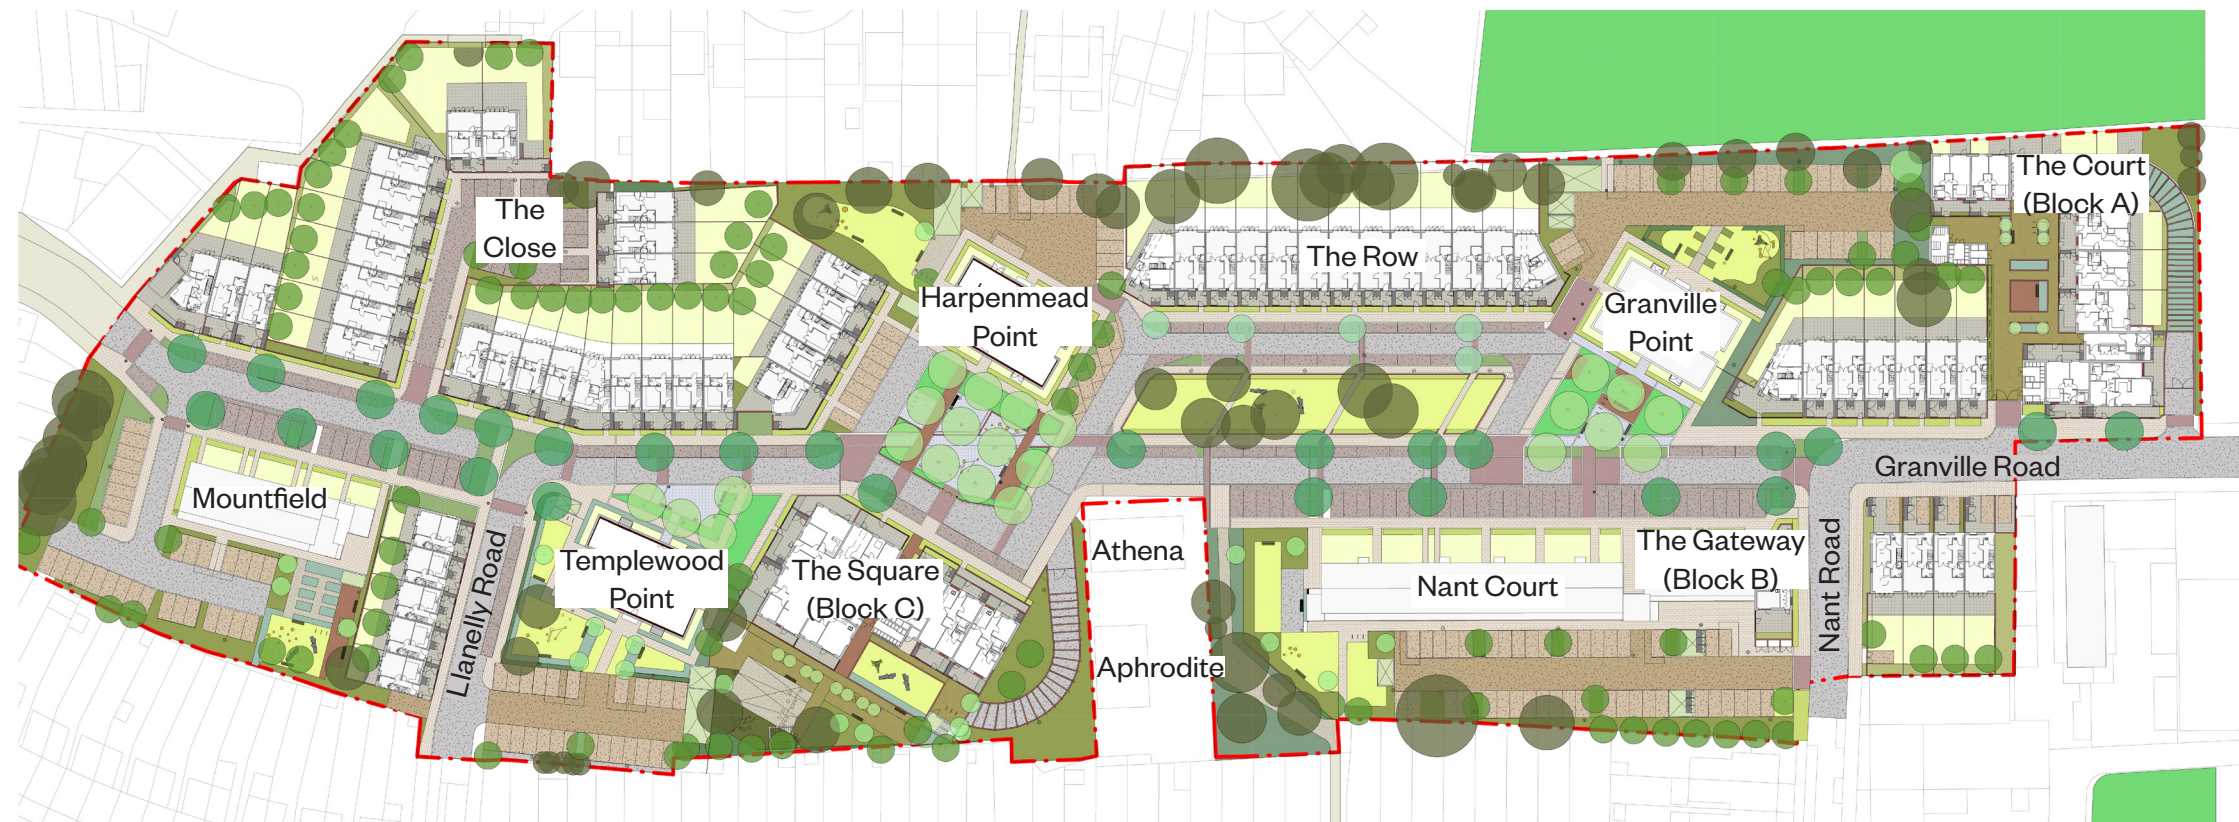 The Court
(Block A)
The
Close
The Row
Harpenmead
Point
Granville
Point
Granville Road
Mountfield
Llanelly Road
Templewood
Point
The Square
(Block C)
Athena
Aphrodite
Nant Court
The Gateway
(Block B)
Nant Road